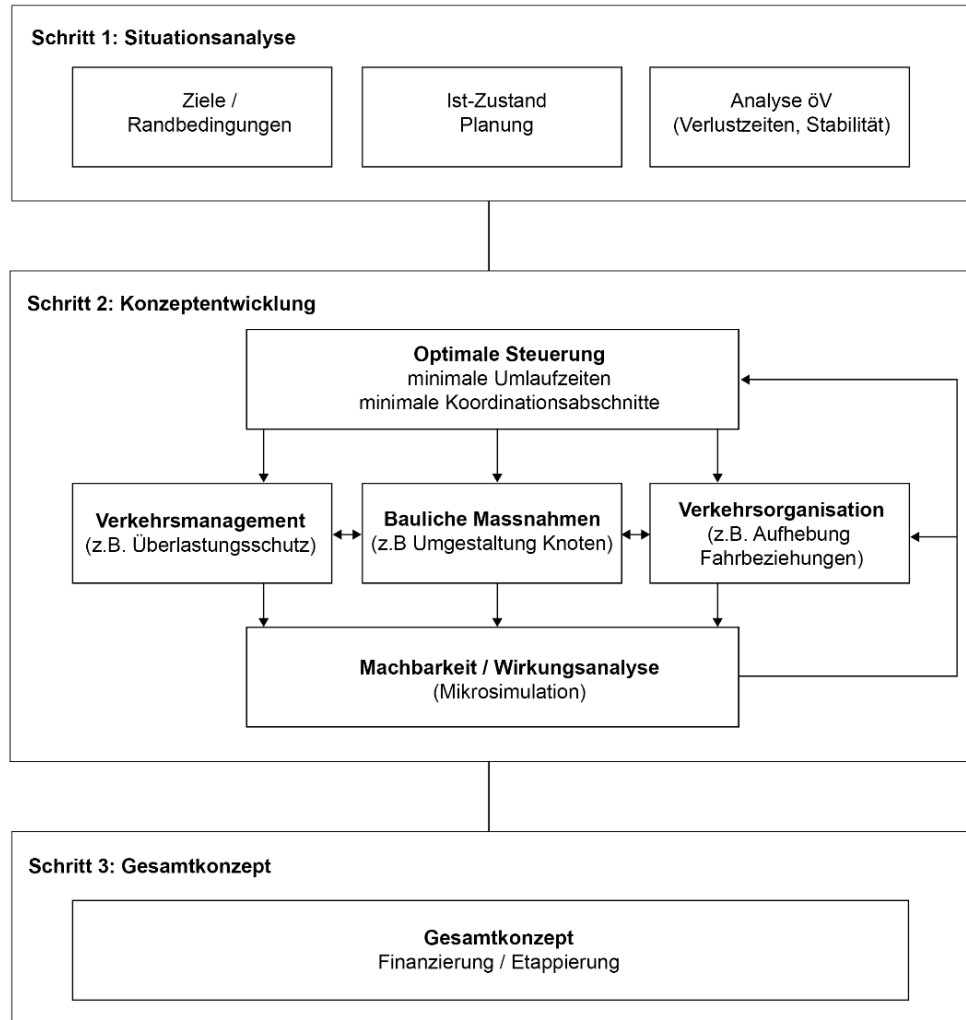 Schritt 1: Situationsanalyse
Ziele /
Randbedingungen
Ist-Zustand
Planung
Analyse öV
(Verlustzeiten, Stabilität)
Schritt 2: Konzeptentwicklung
Optimale Steuerung
minimale Umlaufzeiten
minimale Koordinationsabschnitte
Verkehrsmanagement
(z.B. Überlastungsschutz)
Bauliche Massnahmen
(z.B Umgestaltung Knoten)
Verkehrsorganisation
(z.B. Aufhebung
Fahrbeziehungen)
Machbarkeit / Wirkungsanalyse
(Mikrosimulation)
Schritt 3: Gesamtkonzept
Gesamtkonzept
Finanzierung / Etappierung